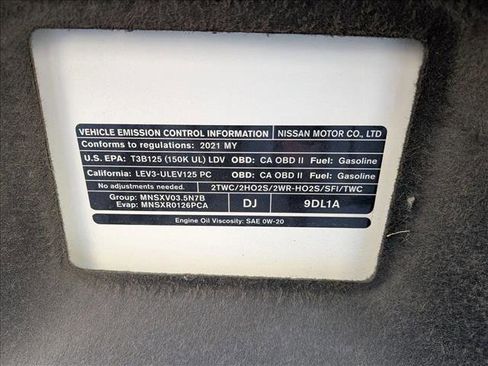 VEHICLE EMISSION CONTROL INFORMATION NISSAN MOTOR CO., LTD
Conforms to regulations: 2021 MY
U.S. EPA: T3B125 (150K UL) LDV OBD: CA OBD II Fuel: Gasoline
California: LEV3-ULEV125 PC OBD: CA OBD II Fuel: Gasoline
No adjustments needed. 2TWC/2HO2S/2WR-HO2S/SFI/TWC
Group: MNSXV03.5N7B
Evap: MNSXR0126PCA
DJ 9DL1A
Engine Oil Viscosity: SAE 0W-20